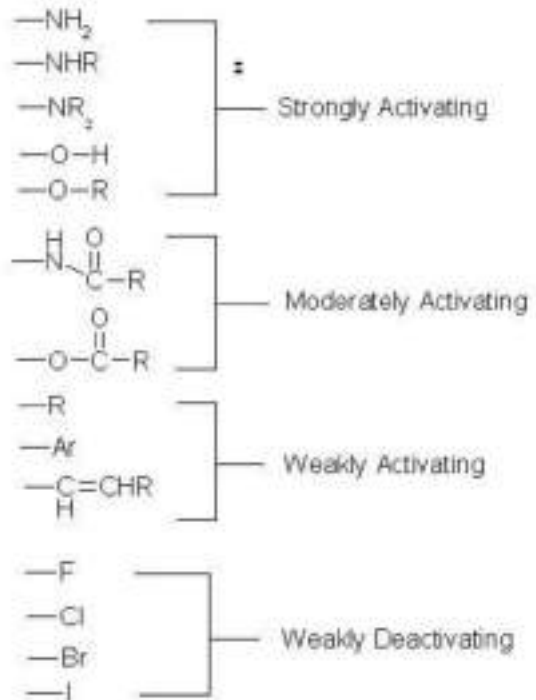 —NH₂
—NHR
—NR₂
Strongly Activating
—O—H
—O—R
H O
—N C—R
Moderately Activating
O
—O—C—R
—R
—Ar
Weakly Activating
—C=CHR
H
—F
—Cl
Weakly Deactivating
—Br
—I